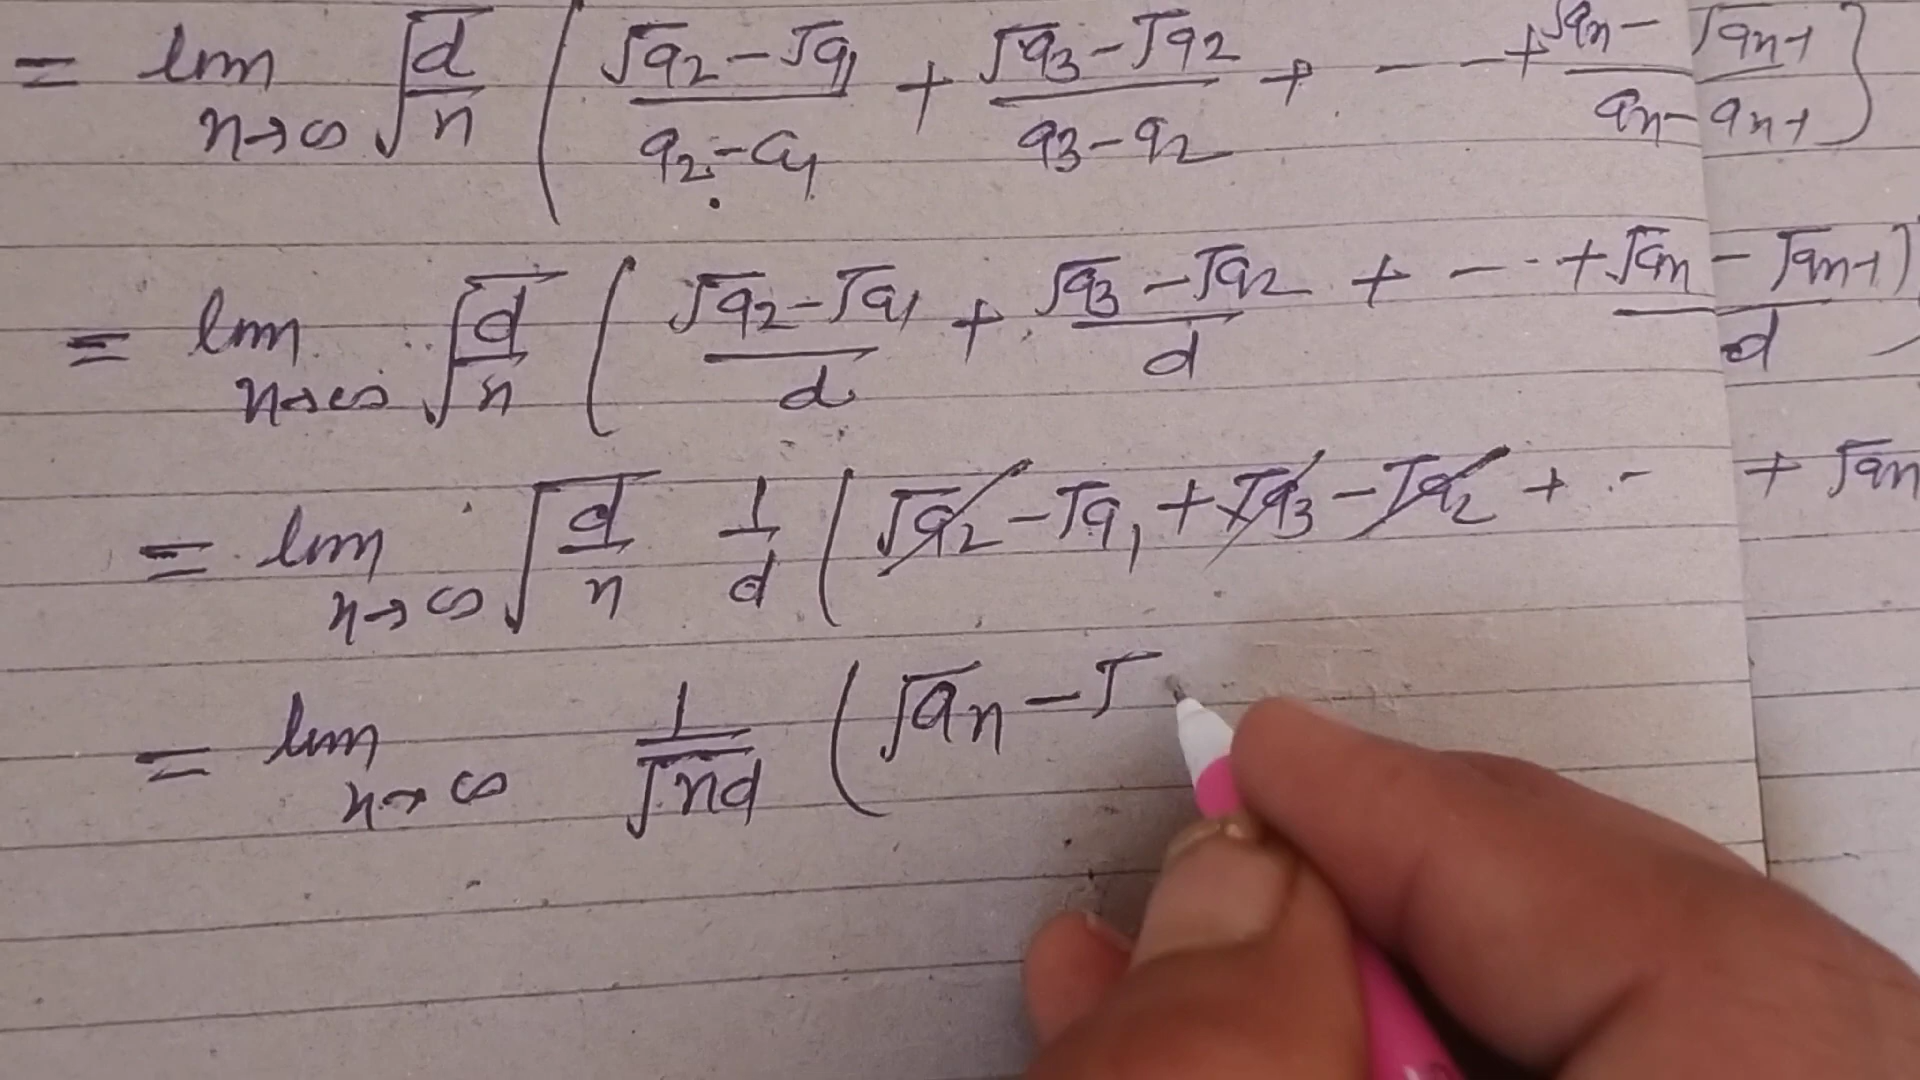 = lim n→∞ √(d/n) ( (√a₂ − √a₁)/(a₂ − a₁) + (√a₃ − √a₂)/(a₃ − a₂) + - - - + (√aₙ − √aₙ₋₁)/(aₙ − aₙ₋₁) )
= lim n→∞ √(d/n) ( (√a₂ − √a₁)/d + (√a₃ − √a₂)/d + - - - + (√aₙ − √aₙ₋₁)/d )
= lim n→∞ √(d/n) 1/d ( √a₂ − √a₁ + √a₃ − √a₂ + - - + √aₙ
= lim n→∞ 1/√nd ( √aₙ − √